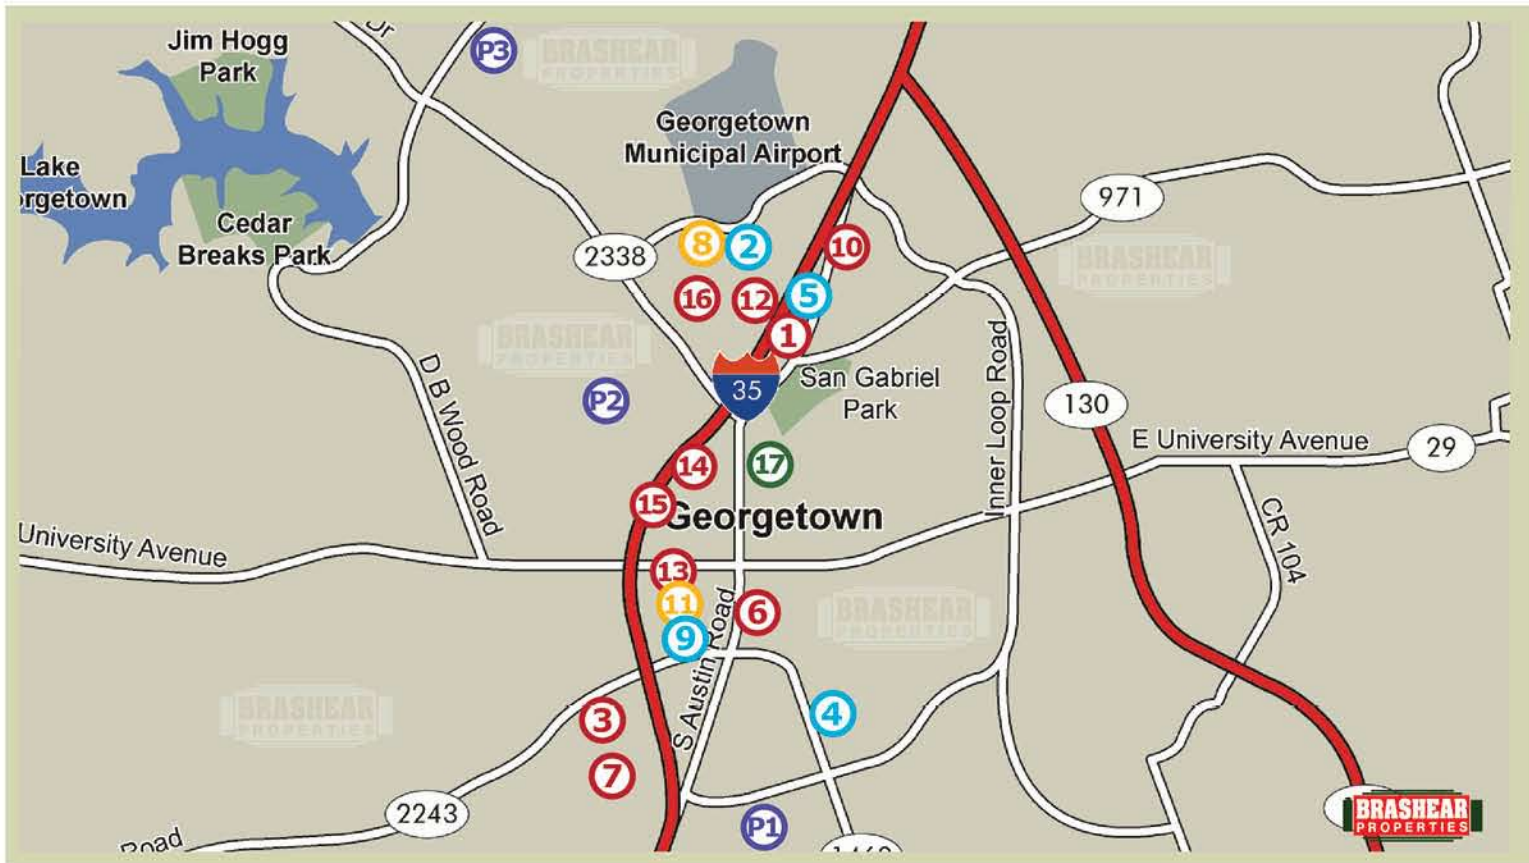 Dr
Jim Hogg
Park
P3
BRASHEAR
PROPERTIES
Georgetown
Municipal Airport
Lake
orgetown
Cedar
Breaks Park
971
2338
8
2
10
BRASHEAR
PROPERTIES
16
12
5
1
BRASHEAR
PROPERTIES
35
San Gabriel
Park
D B Wood Road
P2
Inner Loop Road
130
E University Avenue
29
14
17
15
Georgetown
CR 104
University Avenue
13
11
6
BRASHEAR
PROPERTIES
9
S Austin Road
BRASHEAR
PROPERTIES
3
4
7
2243
P1
BRASHEAR
PROPERTIES
Road